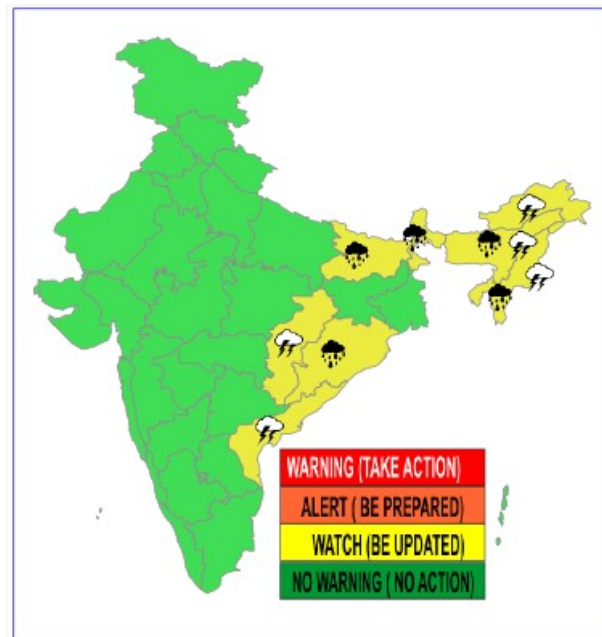 WARNING (TAKE ACTION)
ALERT ( BE PREPARED)
WATCH (BE UPDATED)
NO WARNING ( NO ACTION)